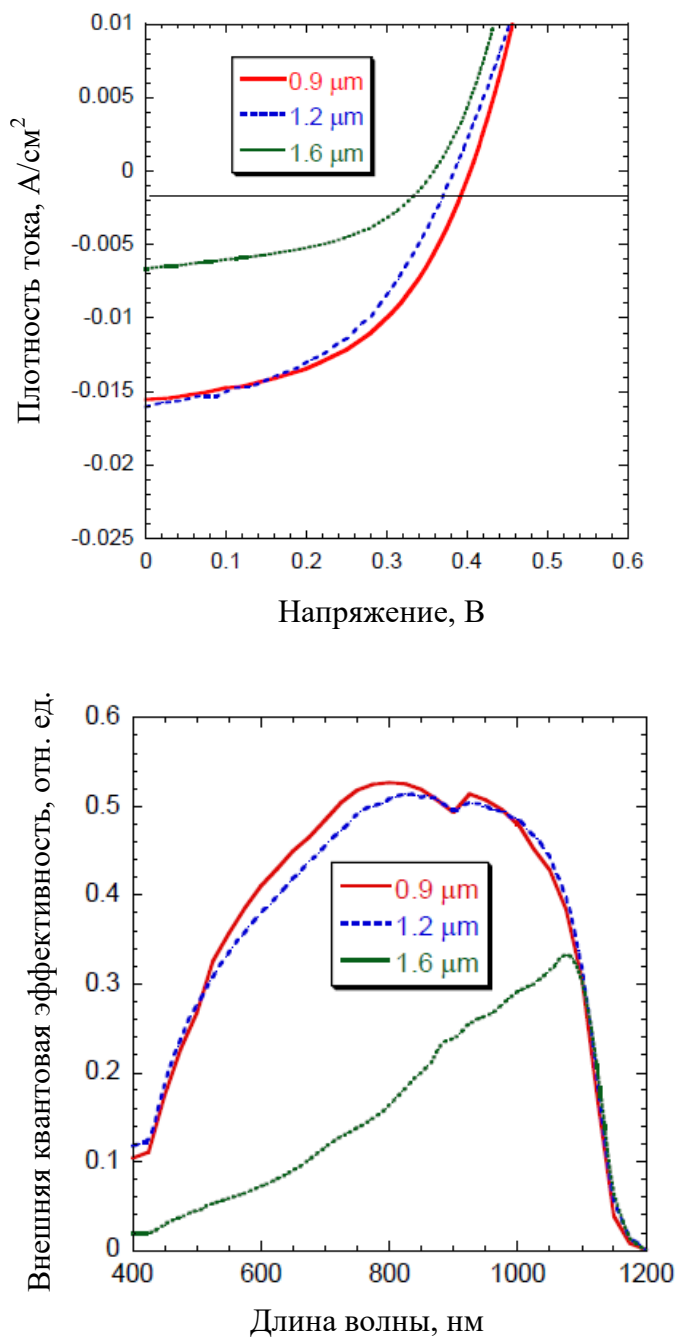 0.01
0.005
0
-0.005
-0.01
-0.015
-0.02
-0.025
0.9 μm
1.2 μm
1.6 μm
0 0.1 0.2 0.3 0.4 0.5 0.6
Плотность тока, А/см²
Напряжение, В
0.6
0.5
0.4
0.3
0.2
0.1
0
0.9 μm
1.2 μm
1.6 μm
400 600 800 1000 1200
Внешняя квантовая эффективность, отн. ед.
Длина волны, нм